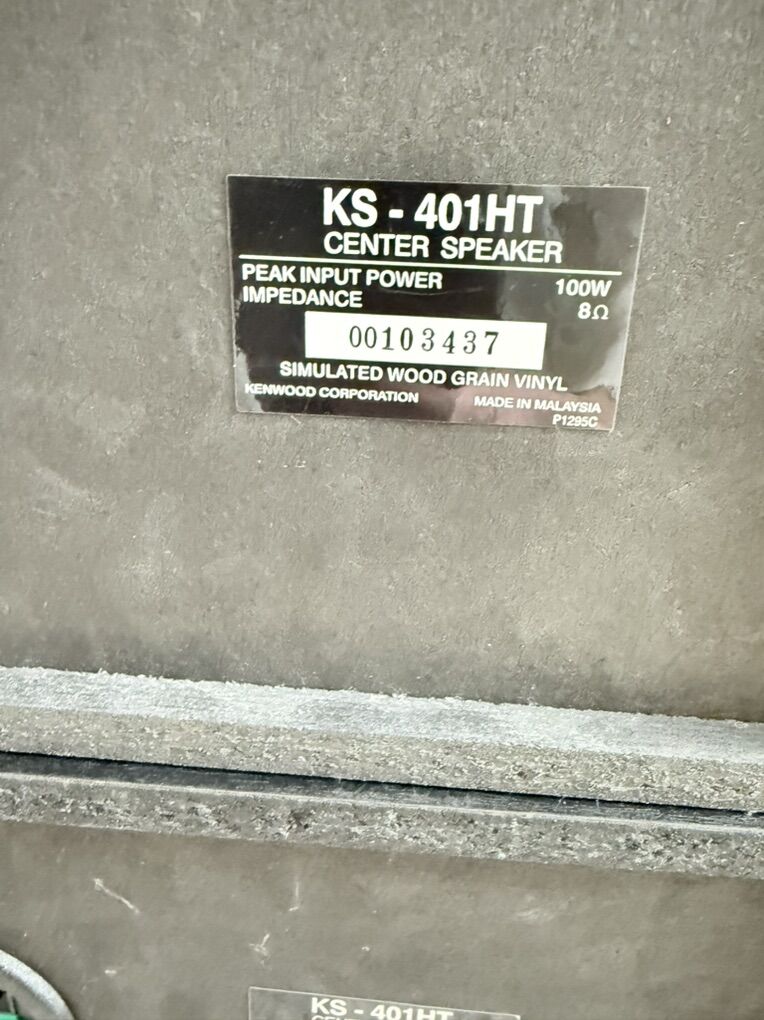 KS - 401HT
CENTER SPEAKER
PEAK INPUT POWER 100W
IMPEDANCE 8Ω
00103437
SIMULATED WOOD GRAIN VINYL
KENWOOD CORPORATION MADE IN MALAYSIA
P1295C
KS - 401HT